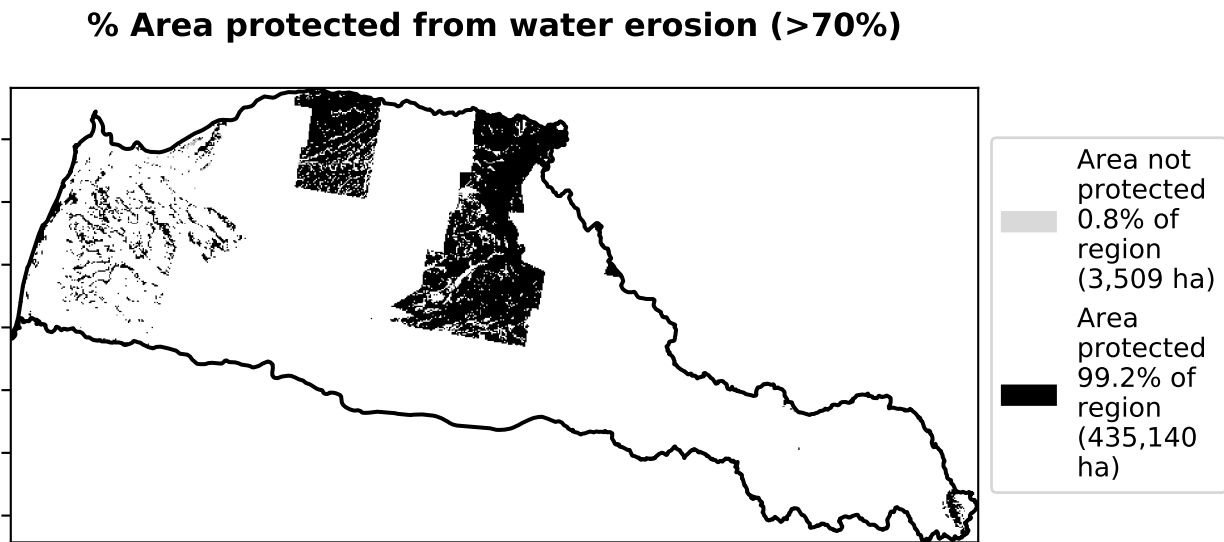 % Area protected from water erosion (>70%)
Area not
protected
0.8% of
region
(3,509 ha)
Area
protected
99.2% of
region
(435,140
ha)